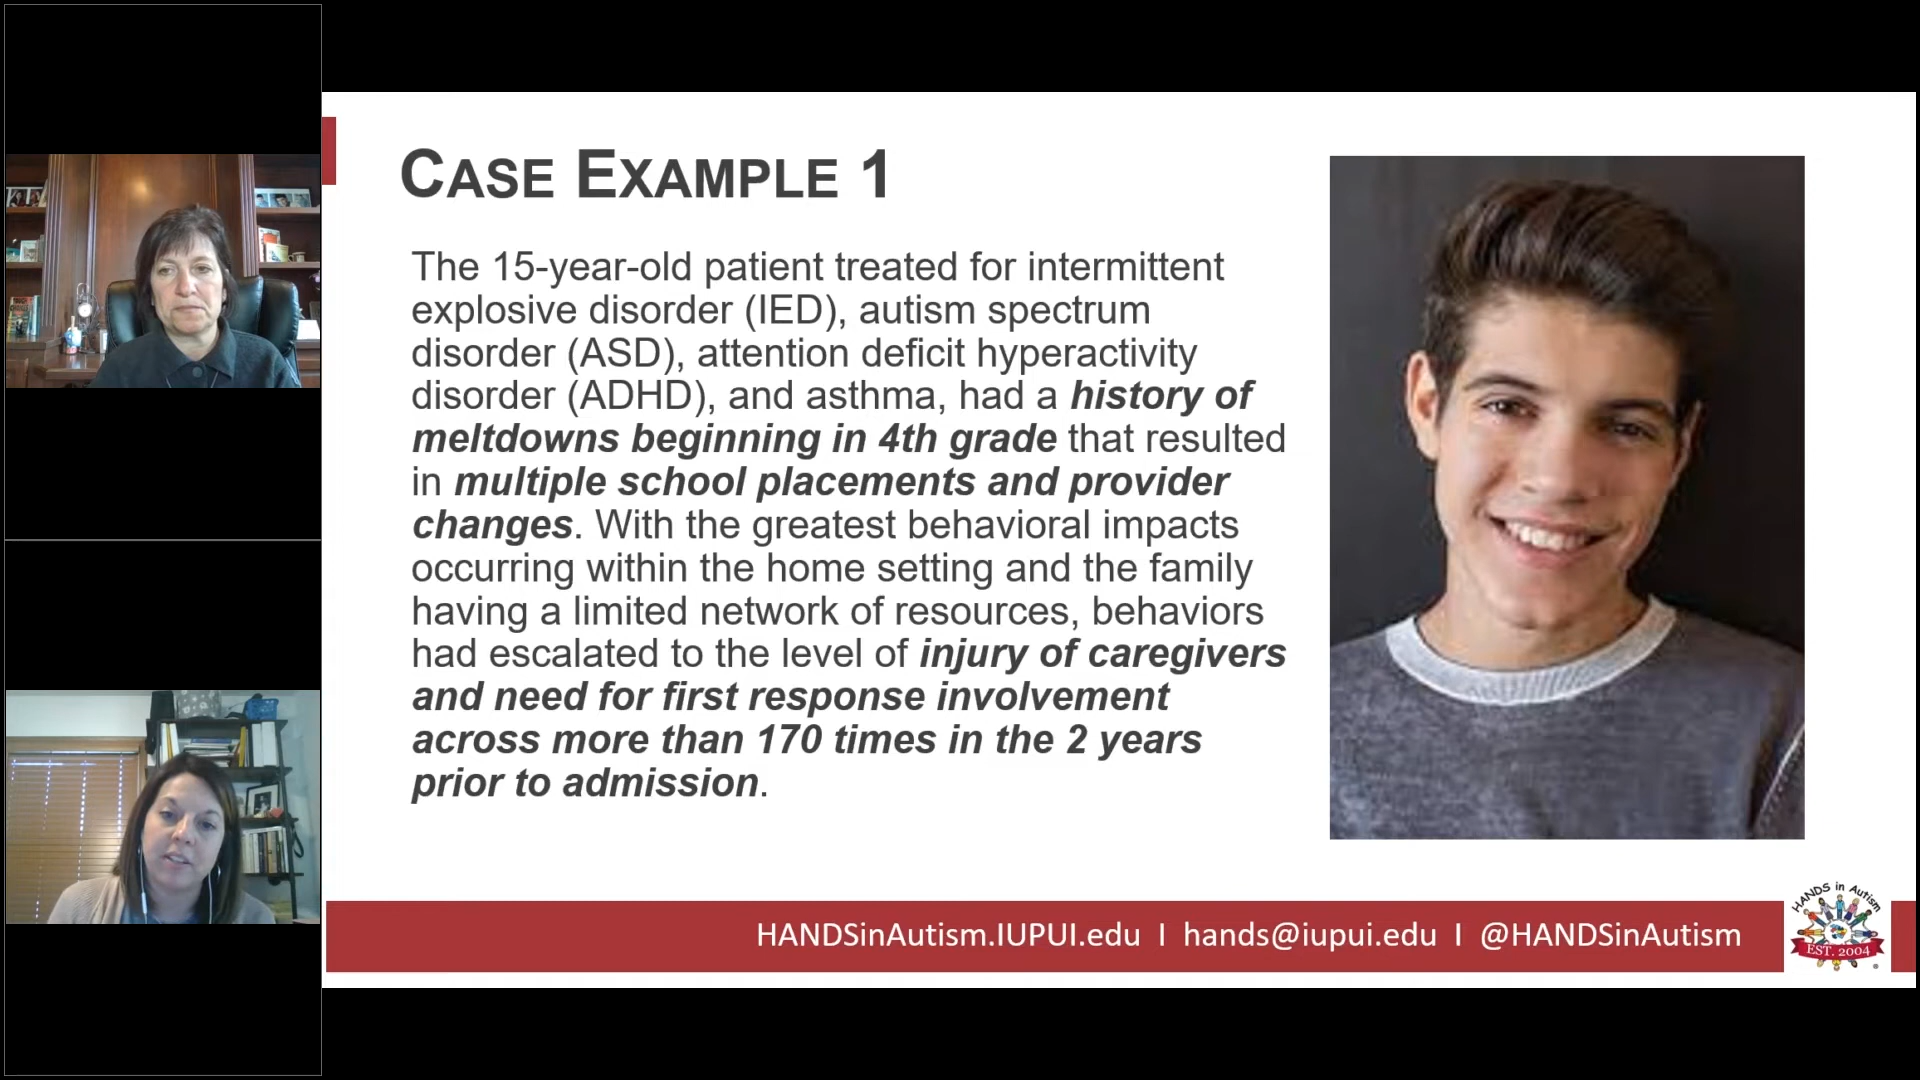 CASE EXAMPLE 1
The 15-year-old patient treated for intermittent
explosive disorder (IED), autism spectrum
disorder (ASD), attention deficit hyperactivity
disorder (ADHD), and asthma, had a history of
meltdowns beginning in 4th grade that resulted
in multiple school placements and provider
changes. With the greatest behavioral impacts
occurring within the home setting and the family
having a limited network of resources, behaviors
had escalated to the level of injury of caregivers
and need for first response involvement
across more than 170 times in the 2 years
prior to admission.
HANDSinAutism.IUPUI.edu I hands@iupui.edu I @HANDSinAutism
HANDS in Autism
EST. 2004
®